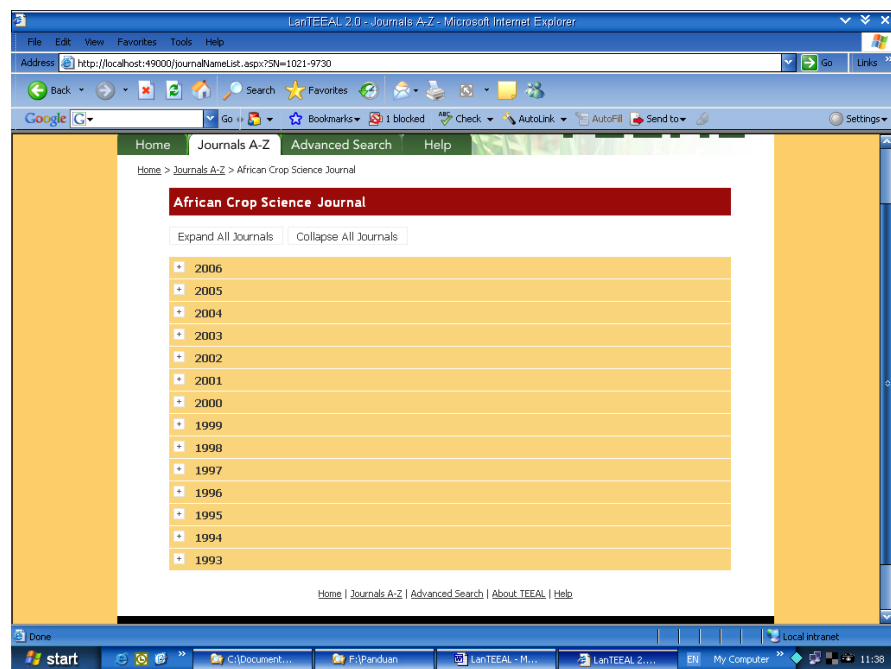 LanTEEAL 2.0 - Journals A-Z - Microsoft Internet Explorer
File Edit View Favorites Tools Help
Address http://localhost:49000/journalNameList.aspx?SN=1021-9730 Go Links »
Back Search Favorites
Google G Go Bookmarks 1 blocked ABC Check AutoLink AutoFill Send to Settings
Home Journals A-Z Advanced Search Help
Home > Journals A-Z > African Crop Science Journal
African Crop Science Journal
Expand All Journals Collapse All Journals
+ 2006
+ 2005
+ 2004
+ 2003
+ 2002
+ 2001
+ 2000
+ 1999
+ 1998
+ 1997
+ 1996
+ 1995
+ 1994
+ 1993
Home | Journals A-Z | Advanced Search | About TEEAL | Help
Done Local intranet
start » C:\Document... F:\Panduan LanTEEAL - M... LanTEEAL 2.... EN My Computer » 11:38